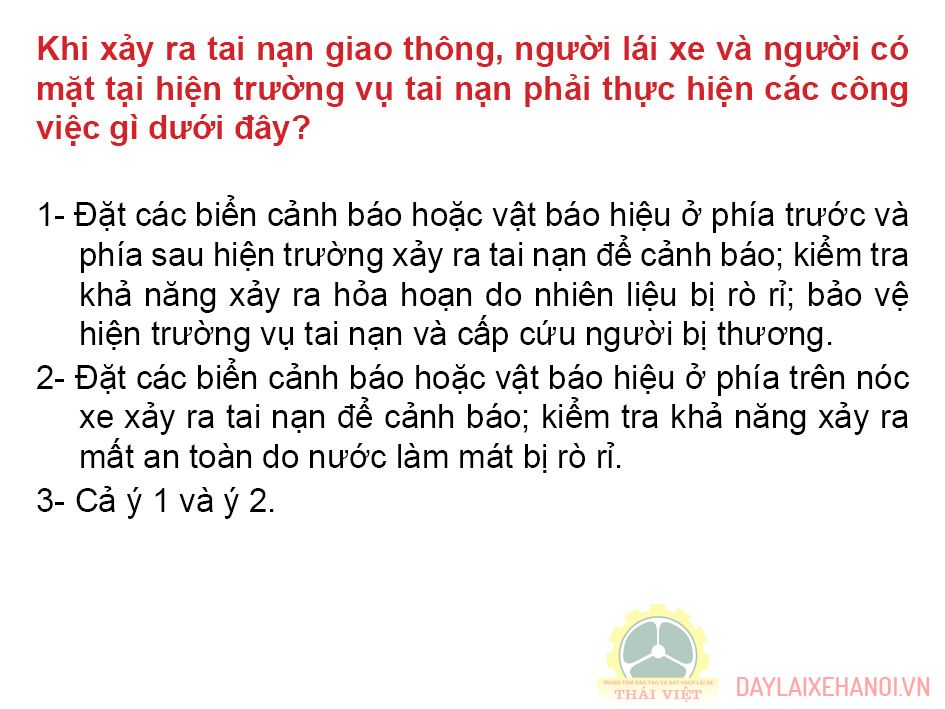 Khi xảy ra tai nạn giao thông, người lái xe và người có
mặt tại hiện trường vụ tai nạn phải thực hiện các công
việc gì dưới đây?
1- Đặt các biển cảnh báo hoặc vật báo hiệu ở phía trước và
phía sau hiện trường xảy ra tai nạn để cảnh báo; kiểm tra
khả năng xảy ra hỏa hoạn do nhiên liệu bị rò rỉ; bảo vệ
hiện trường vụ tai nạn và cấp cứu người bị thương.
2- Đặt các biển cảnh báo hoặc vật báo hiệu ở phía trên nóc
xe xảy ra tai nạn để cảnh báo; kiểm tra khả năng xảy ra
mất an toàn do nước làm mát bị rò rỉ.
3- Cả ý 1 và ý 2.
TRUNG TÂM ĐÀO TẠO VÀ SÁT HẠCH LÁI XE
THÁI VIỆT
DAYLAIXEHANOI.VN